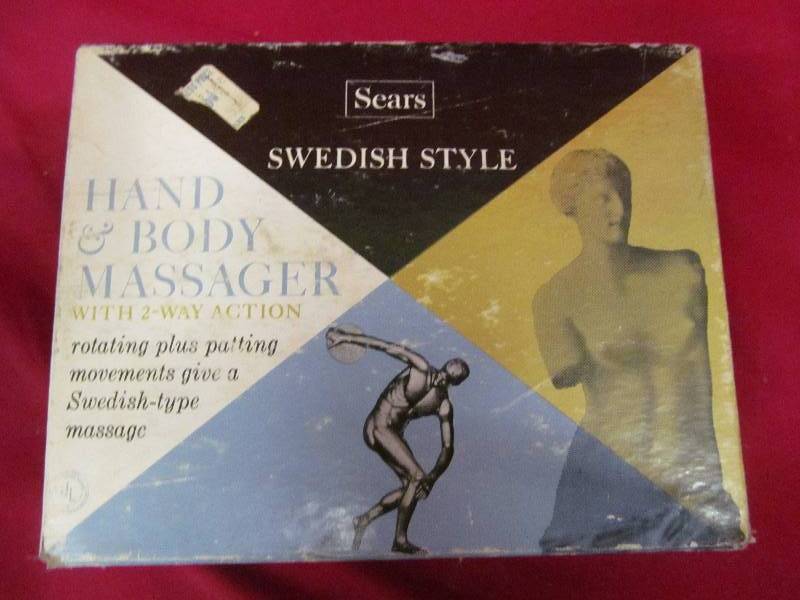 Sears
SWEDISH STYLE
HAND
& BODY
MASSAGER
WITH 2-WAY ACTION
rotating plus patting
movements give a
Swedish-type
massage